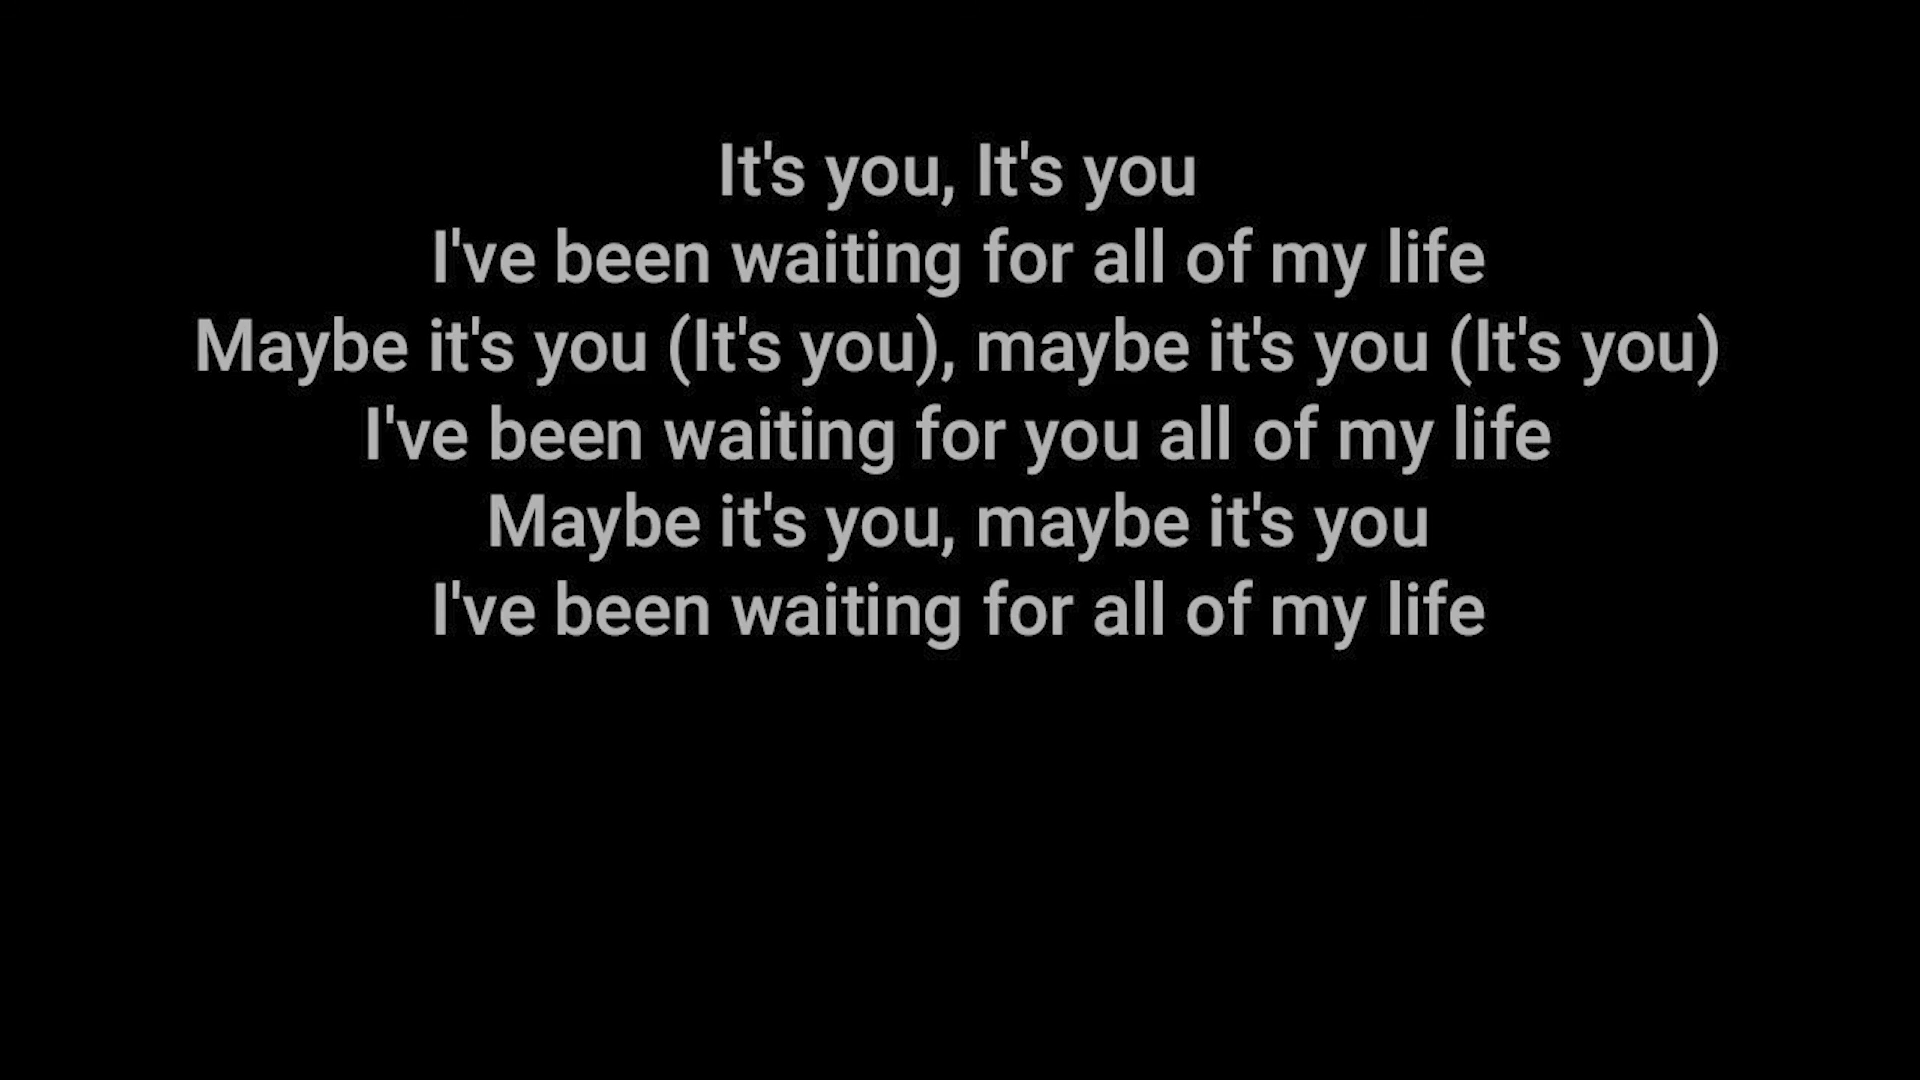 It's you, It's you
I've been waiting for all of my life
Maybe it's you (It's you), maybe it's you (It's you)
I've been waiting for you all of my life
Maybe it's you, maybe it's you
I've been waiting for all of my life